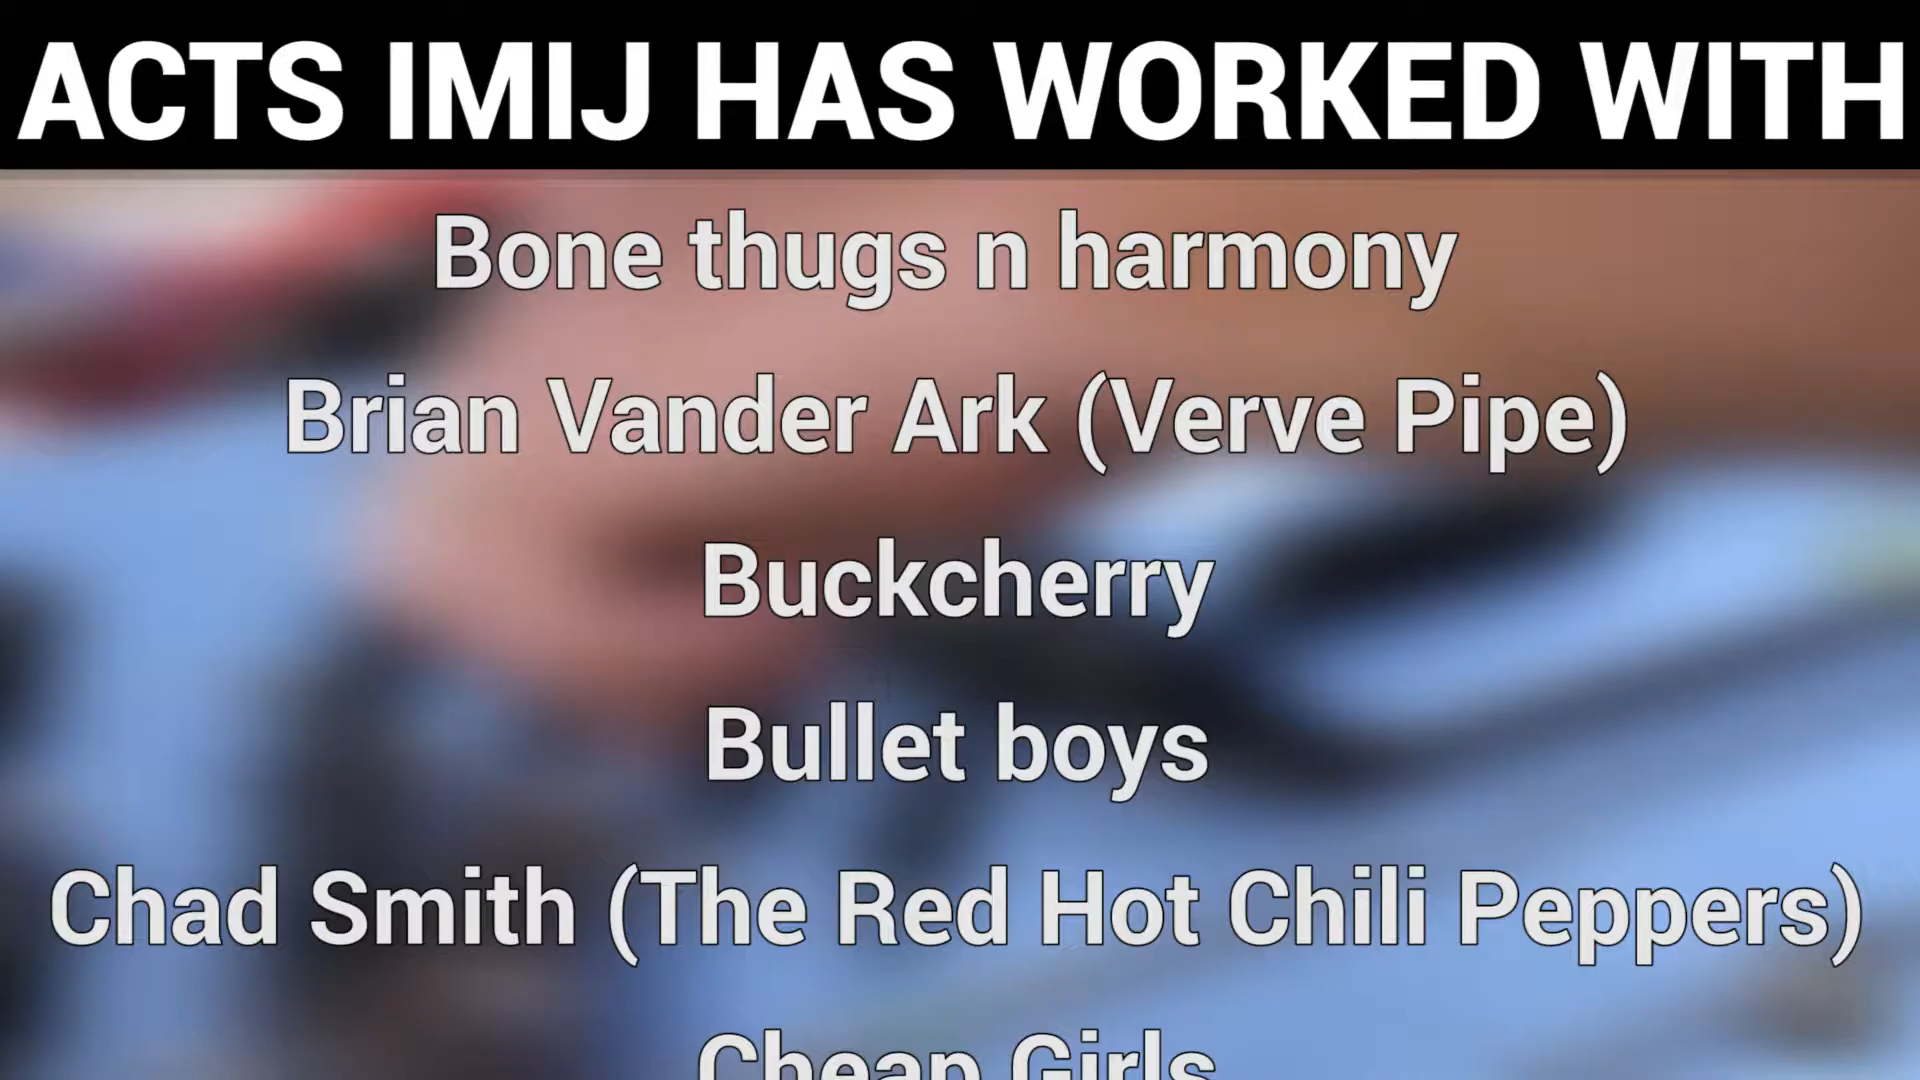 ACTS IMIJ HAS WORKED WITH
Bone thugs n harmony
Brian Vander Ark (Verve Pipe)
Buckcherry
Bullet boys
Chad Smith (The Red Hot Chili Peppers)
Cheap Girls